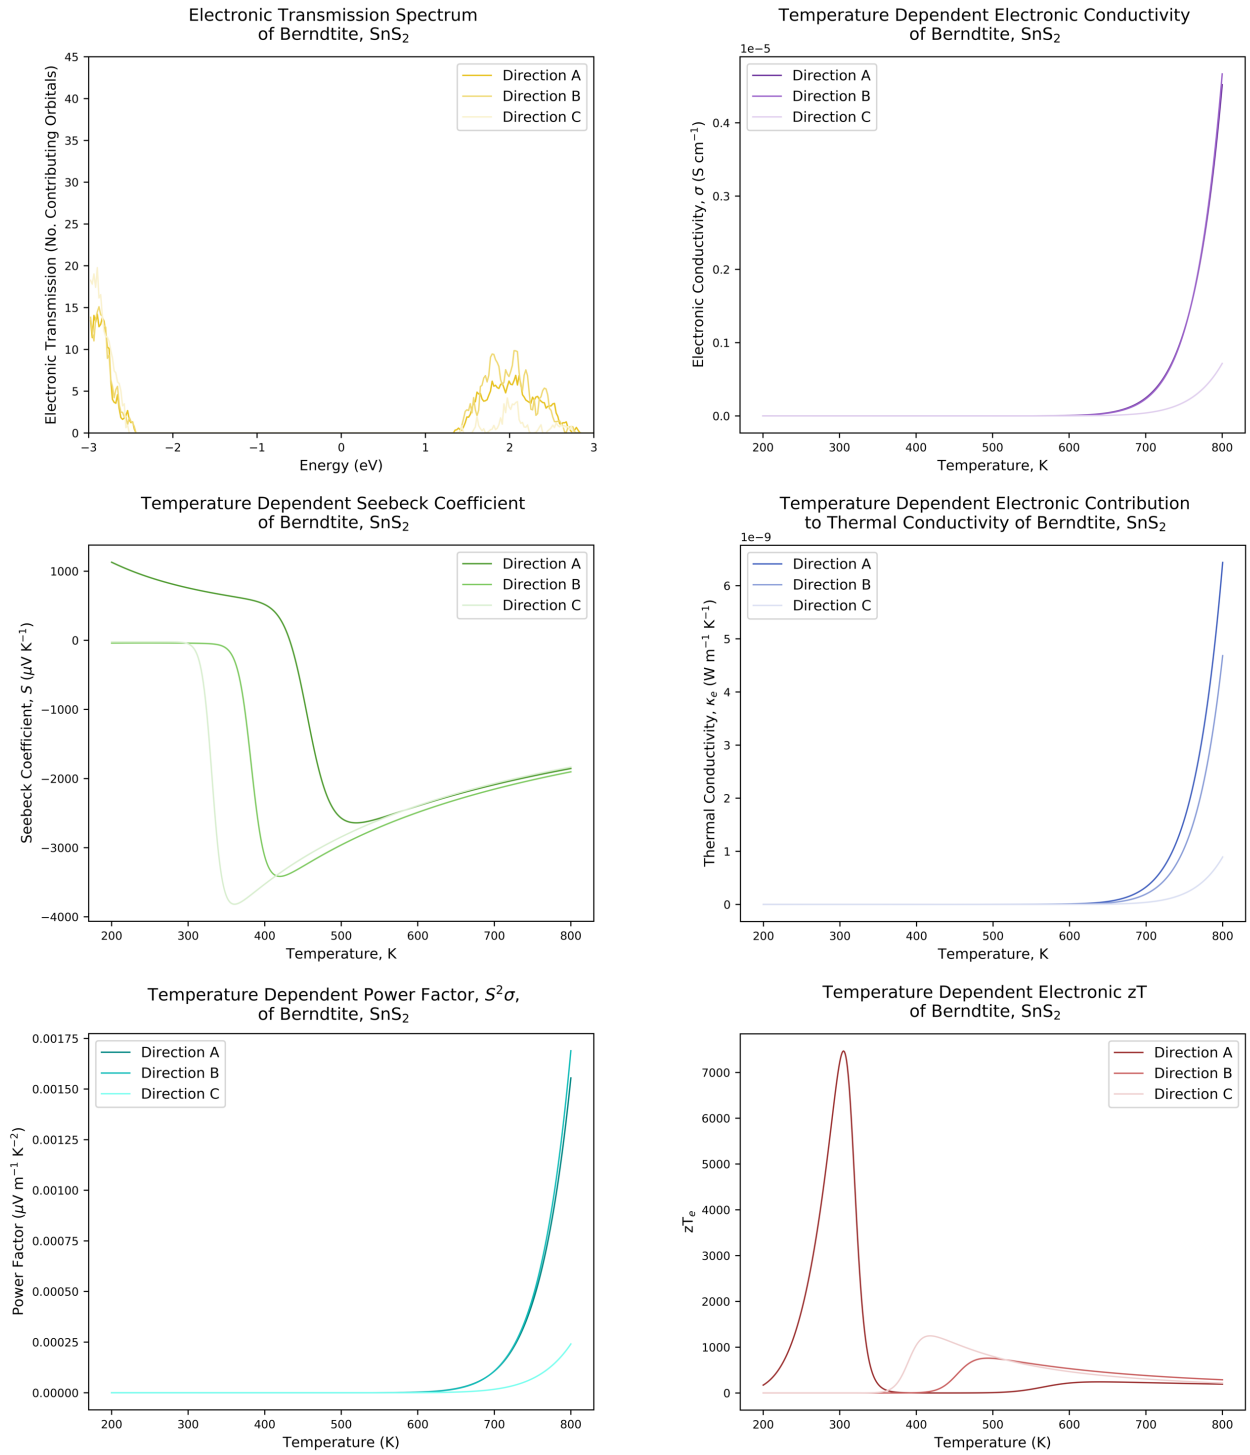 Electronic Transmission Spectrum
of Berndtite, SnS₂
Electronic Transmission (No. Contributing Orbitals)
45
40
35
30
25
20
15
10
5
0
Direction A
Direction B
Direction C
−3 −2 −1 0 1 2 3
Energy (eV)
Temperature Dependent Electronic Conductivity
of Berndtite, SnS₂
1e−5
Electronic Conductivity, σ (S cm⁻¹)
0.4
0.3
0.2
0.1
0.0
Direction A
Direction B
Direction C
200 300 400 500 600 700 800
Temperature, K
Temperature Dependent Seebeck Coefficient
of Berndtite, SnS₂
Seebeck Coefficient, S (μV K⁻¹)
1000
0
−1000
−2000
−3000
−4000
Direction A
Direction B
Direction C
200 300 400 500 600 700 800
Temperature, K
Temperature Dependent Electronic Contribution
to Thermal Conductivity of Berndtite, SnS₂
1e−9
Thermal Conductivity, κₑ (W m⁻¹ K⁻¹)
6
5
4
3
2
1
0
Direction A
Direction B
Direction C
200 300 400 500 600 700 800
Temperature, K
Temperature Dependent Power Factor, S²σ,
of Berndtite, SnS₂
Power Factor (μV m⁻¹ K⁻²)
0.00175
0.00150
0.00125
0.00100
0.00075
0.00050
0.00025
0.00000
Direction A
Direction B
Direction C
200 300 400 500 600 700 800
Temperature (K)
Temperature Dependent Electronic zT
of Berndtite, SnS₂
zTₑ
7000
6000
5000
4000
3000
2000
1000
0
Direction A
Direction B
Direction C
200 300 400 500 600 700 800
Temperature (K)